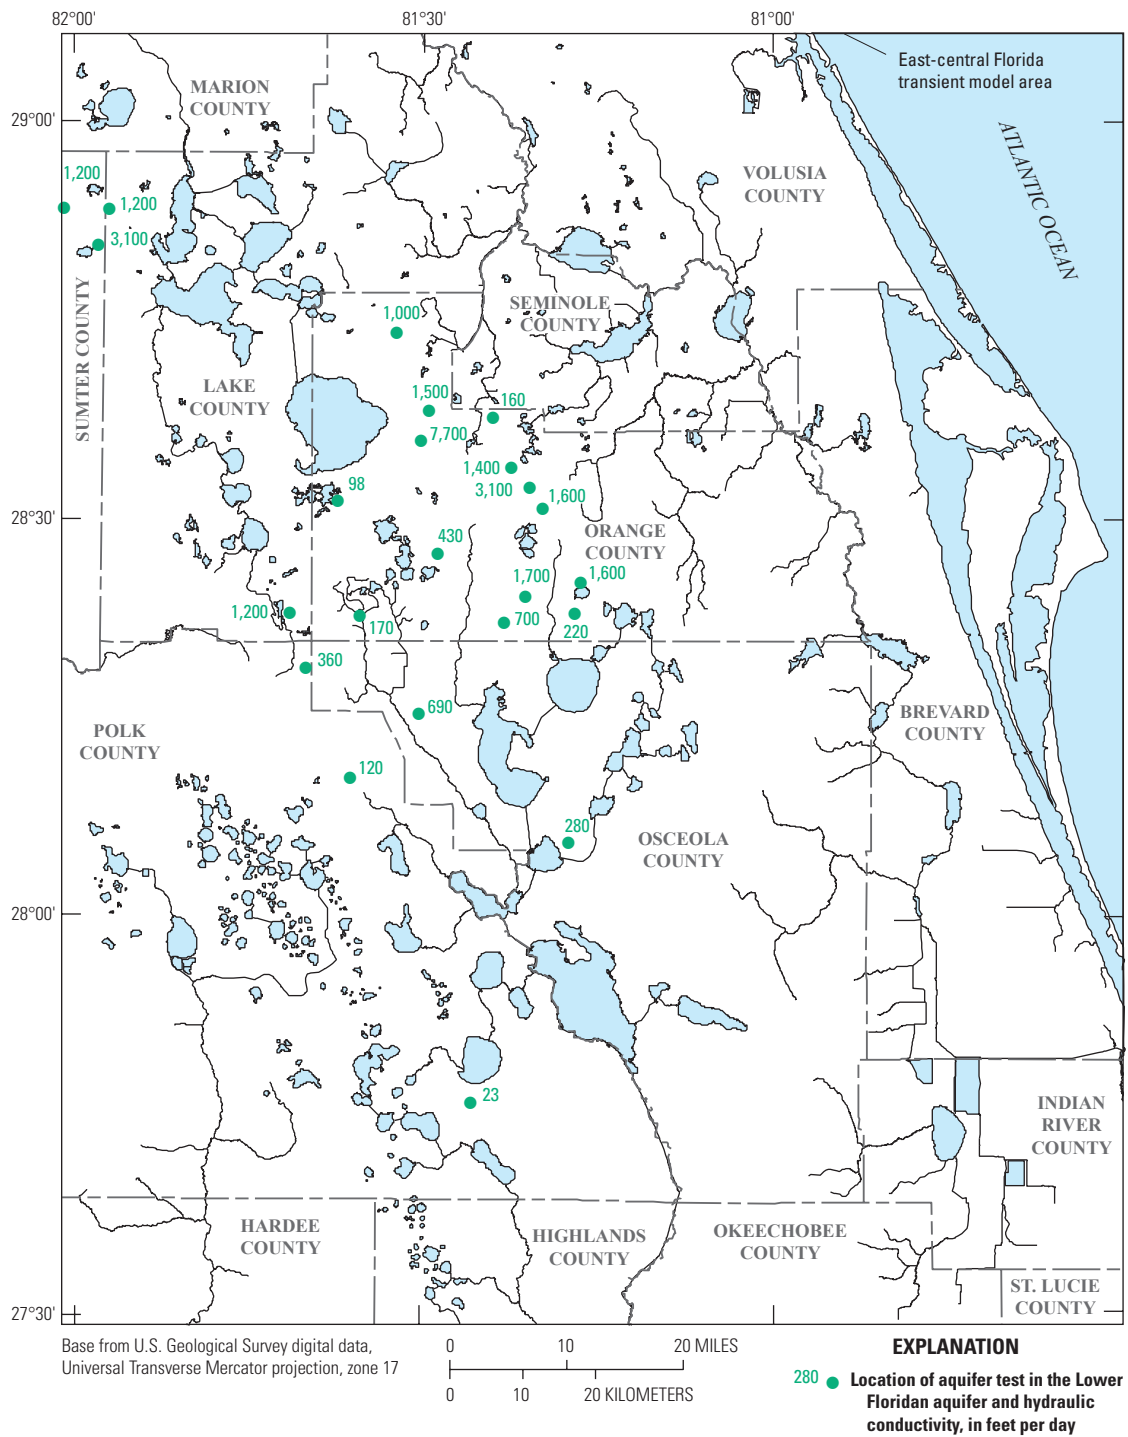 82°00'
81°30'
81°00'
East-central Florida
transient model area
MARION
COUNTY
29°00'
ATLANTIC OCEAN
VOLUSIA
COUNTY
1,200
1,200
3,100
SUMTER COUNTY
SEMINOLE
COUNTY
1,000
LAKE
COUNTY
1,500
160
7,700
1,400
3,100
98
1,600
28°30'
430
ORANGE
COUNTY
1,700
1,600
1,200
170
700
220
360
690
POLK
COUNTY
BREVARD
COUNTY
120
280
OSCEOLA
COUNTY
28°00'
23
INDIAN
RIVER
COUNTY
HARDEE
COUNTY
HIGHLANDS
COUNTY
OKEECHOBEE
COUNTY
ST. LUCIE
COUNTY
27°30'
Base from U.S. Geological Survey digital data,
Universal Transverse Mercator projection, zone 17
0 10 20 MILES
0 10 20 KILOMETERS
EXPLANATION
280 Location of aquifer test in the Lower
Floridan aquifer and hydraulic
conductivity, in feet per day